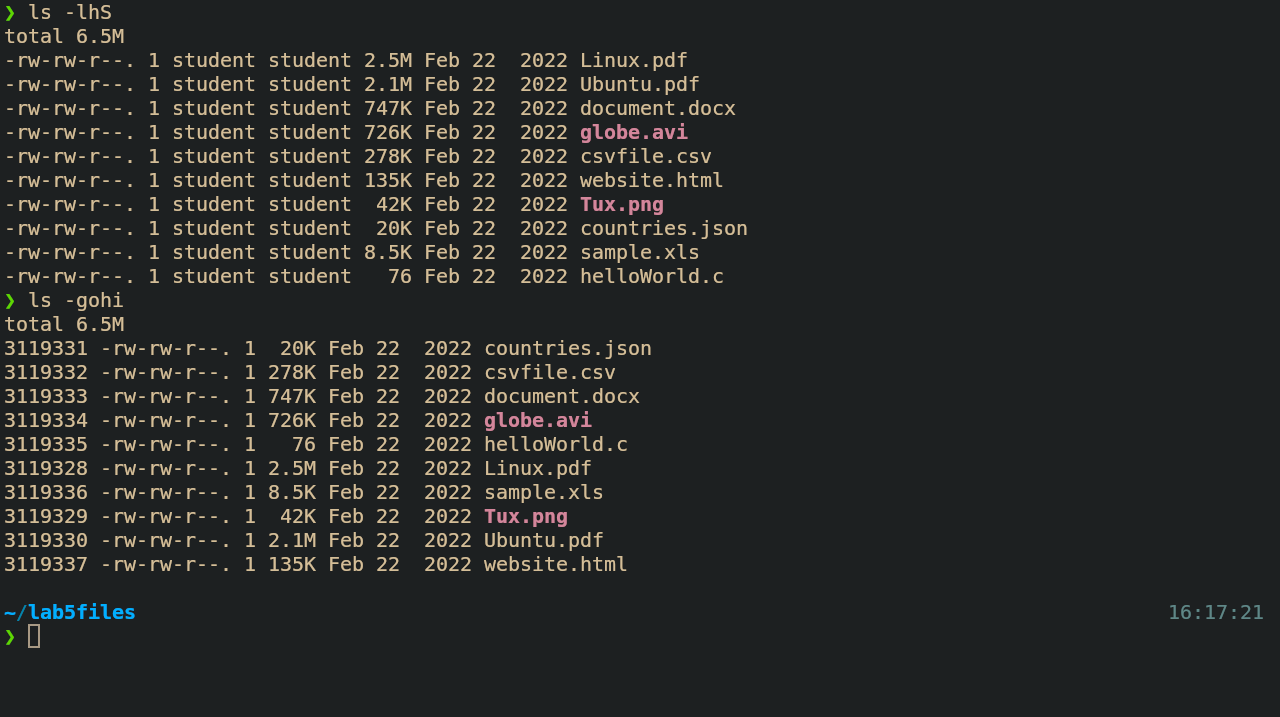 ❯ ls -lhS
total 6.5M
-rw-rw-r--. 1 student student 2.5M Feb 22  2022 Linux.pdf
-rw-rw-r--. 1 student student 2.1M Feb 22  2022 Ubuntu.pdf
-rw-rw-r--. 1 student student 747K Feb 22  2022 document.docx
-rw-rw-r--. 1 student student 726K Feb 22  2022 globe.avi
-rw-rw-r--. 1 student student 278K Feb 22  2022 csvfile.csv
-rw-rw-r--. 1 student student 135K Feb 22  2022 website.html
-rw-rw-r--. 1 student student  42K Feb 22  2022 Tux.png
-rw-rw-r--. 1 student student  20K Feb 22  2022 countries.json
-rw-rw-r--. 1 student student 8.5K Feb 22  2022 sample.xls
-rw-rw-r--. 1 student student   76 Feb 22  2022 helloWorld.c
❯ ls -gohi
total 6.5M
3119331 -rw-rw-r--. 1  20K Feb 22  2022 countries.json
3119332 -rw-rw-r--. 1 278K Feb 22  2022 csvfile.csv
3119333 -rw-rw-r--. 1 747K Feb 22  2022 document.docx
3119334 -rw-rw-r--. 1 726K Feb 22  2022 globe.avi
3119335 -rw-rw-r--. 1   76 Feb 22  2022 helloWorld.c
3119328 -rw-rw-r--. 1 2.5M Feb 22  2022 Linux.pdf
3119336 -rw-rw-r--. 1 8.5K Feb 22  2022 sample.xls
3119329 -rw-rw-r--. 1  42K Feb 22  2022 Tux.png
3119330 -rw-rw-r--. 1 2.1M Feb 22  2022 Ubuntu.pdf
3119337 -rw-rw-r--. 1 135K Feb 22  2022 website.html
~/lab5files 16:17:21
❯